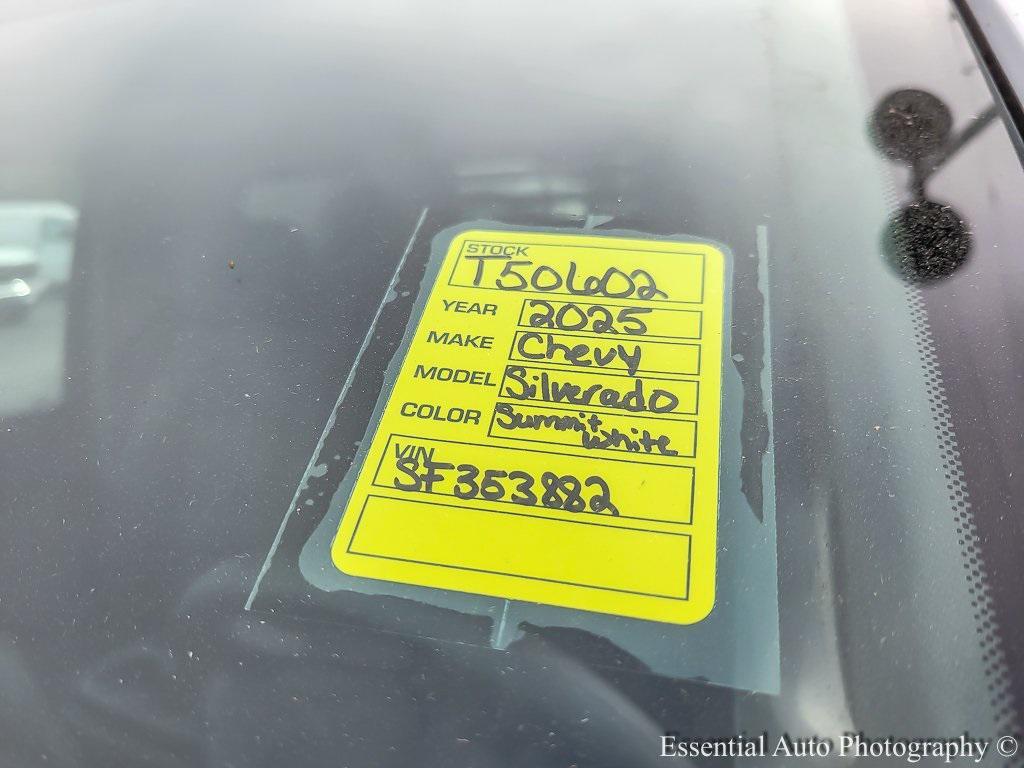 STOCK
T50602
YEAR 2025
MAKE Chevy
MODEL Silverado
COLOR Summit
White
VIN
SF353882
Essential Auto Photography ©